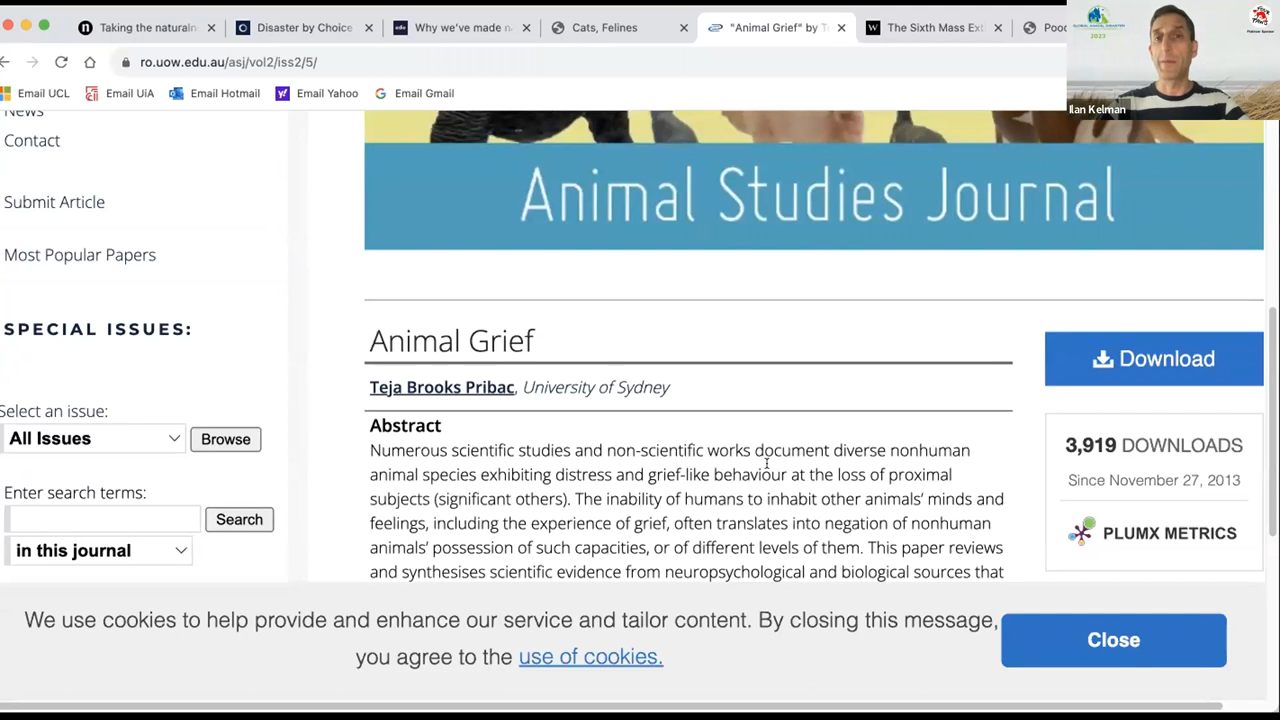 Taking the naturaln
Disaster by Choice
Why we've made n
Cats, Felines
"Animal Grief" by T
The Sixth Mass Ex
Poo
ro.uow.edu.au/asj/vol2/iss2/5/
Email UCL
Email UiA
Email Hotmail
Email Yahoo
Email Gmail
2023
Ilan Kelman
News
Contact
Submit Article
Most Popular Papers
SPECIAL ISSUES:
Select an issue:
All Issues
Browse
Enter search terms:
Search
in this journal
Animal Studies Journal
Animal Grief
Teja Brooks Pribac, University of Sydney
Abstract
Numerous scientific studies and non-scientific works document diverse nonhuman
animal species exhibiting distress and grief-like behaviour at the loss of proximal
subjects (significant others). The inability of humans to inhabit other animals' minds and
feelings, including the experience of grief, often translates into negation of nonhuman
animals' possession of such capacities, or of different levels of them. This paper reviews
and synthesises scientific evidence from neuropsychological and biological sources that
Download
3,919 DOWNLOADS
Since November 27, 2013
PLUMX METRICS
We use cookies to help provide and enhance our service and tailor content. By closing this message,
you agree to the use of cookies.
Close